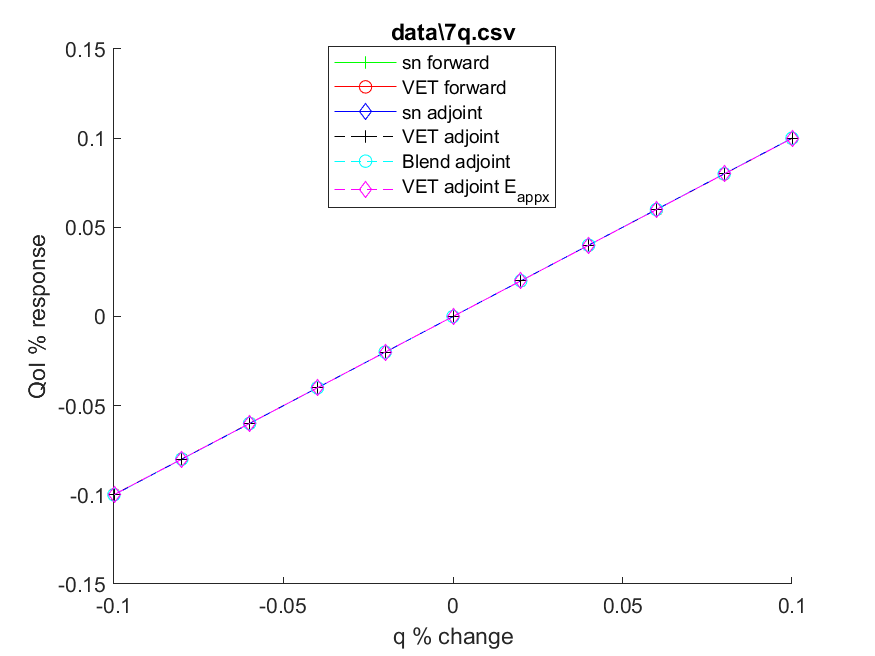 data\7q.csv
sn forward
VET forward
sn adjoint
VET adjoint
Blend adjoint
VET adjoint Eappx
0.15
0.1
0.05
0
-0.05
-0.1
-0.15
QoI % response
-0.1 -0.05 0 0.05 0.1
q % change